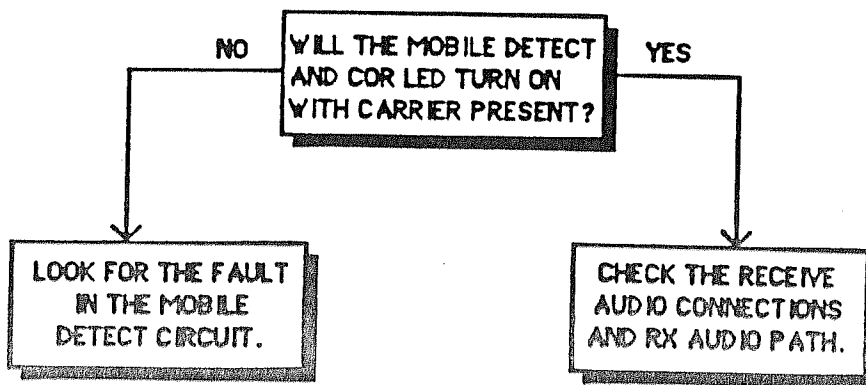 NO
WILL THE MOBILE DETECT
AND COR LED TURN ON
WITH CARRIER PRESENT?
YES
LOOK FOR THE FAULT
IN THE MOBILE
DETECT CIRCUIT.
CHECK THE RECEIVE
AUDIO CONNECTIONS
AND RX AUDIO PATH.